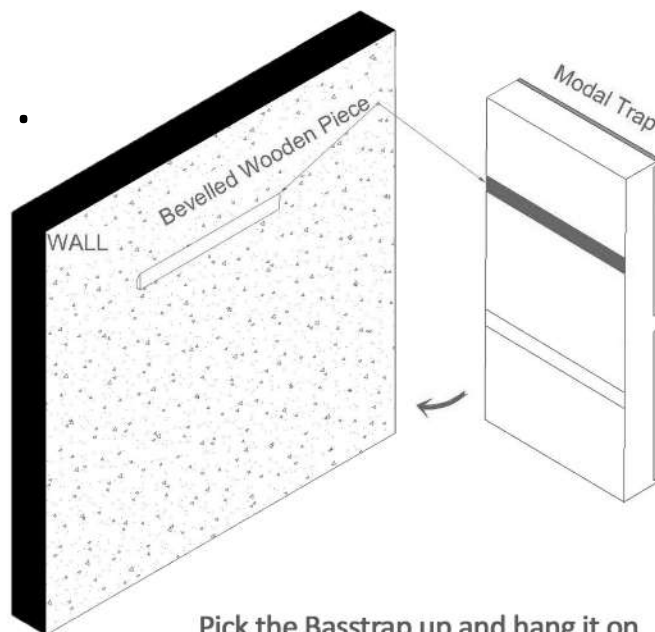 Modal Trap
Bevelled Wooden Piece
WALL
Pick the Basstrap up and hang it on